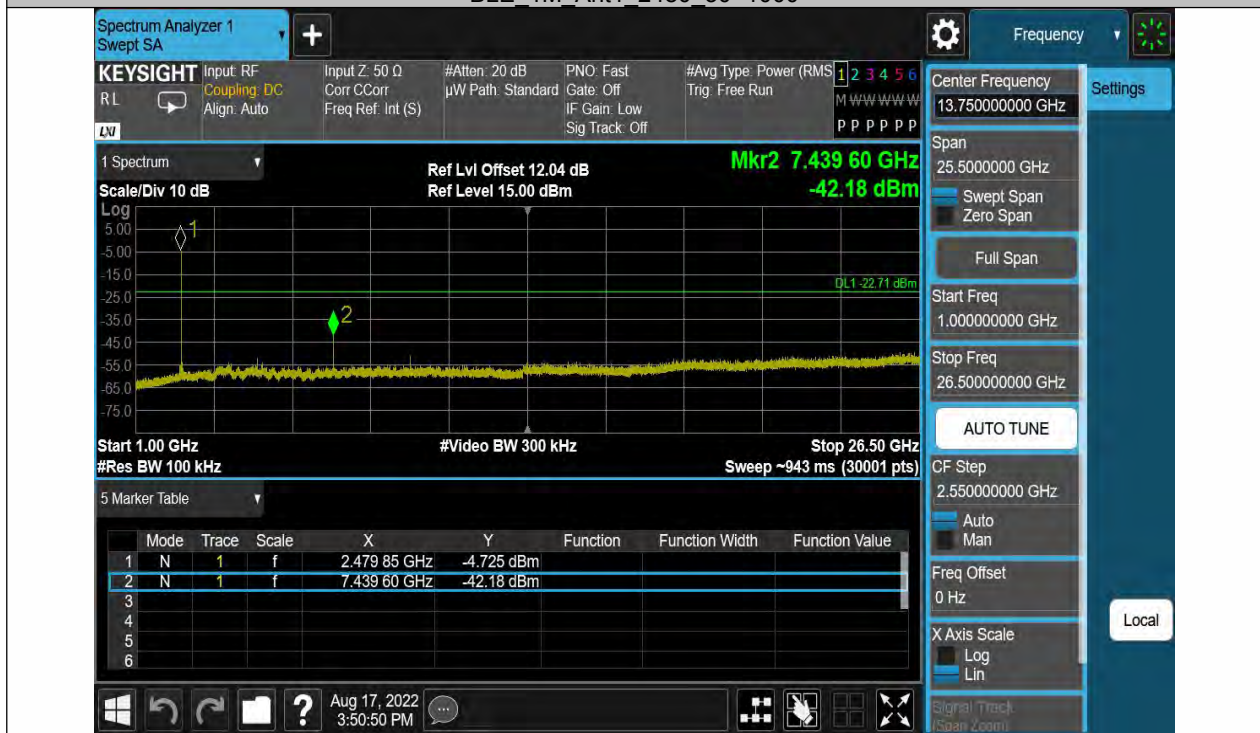 Spectrum Analyzer 1
Swept SA
Frequency
KEYSIGHT
RL
LXI
Input: RF
Coupling: DC
Align: Auto
Input Z: 50 Ω
Corr CCorr
Freq Ref: Int (S)
#Atten: 20 dB
µW Path: Standard
PNO: Fast
Gate: Off
IF Gain: Low
Sig Track: Off
#Avg Type: Power (RMS
Trig: Free Run
1 2 3 4 5 6
M W W W W W
P P P P P P
Center Frequency
13.750000000 GHz
Settings
Span
25.5000000 GHz
Swept Span
Zero Span
Full Span
Start Freq
1.000000000 GHz
Stop Freq
26.500000000 GHz
AUTO TUNE
CF Step
2.550000000 GHz
Auto
Man
Freq Offset
0 Hz
X Axis Scale
Log
Lin
Signal Track
(Span Zoom)
Local
1 Spectrum
Scale/Div 10 dB
Ref Lvl Offset 12.04 dB
Ref Level 15.00 dBm
Mkr2 7.439 60 GHz
-42.18 dBm
Log
5.00
-5.00
-15.0
-25.0
-35.0
-45.0
-55.0
-65.0
-75.0
1
2
DL1 -22.71 dBm
Start 1.00 GHz
#Video BW 300 kHz
Stop 26.50 GHz
#Res BW 100 kHz
Sweep ~943 ms (30001 pts)
5 Marker Table
Mode Trace Scale X Y Function Function Width Function Value
1 N 1 f 2.479 85 GHz -4.725 dBm
2 N 1 f 7.439 60 GHz -42.18 dBm
3
4
5
6
Aug 17, 2022
3:50:50 PM